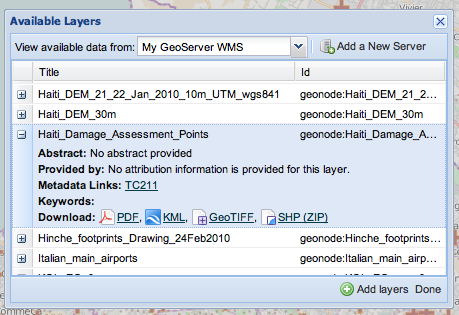 Vivier
Available Layers
View available data from: My GeoServer WMS Add a New Server
Title Id
Haiti_DEM_21_22_Jan_2010_10m_UTM_wgs841 geonode:Haiti_DEM_21_2...
Haiti_DEM_30m geonode:Haiti_DEM_30m
Haiti_Damage_Assessment_Points geonode:Haiti_Damage_A...
Abstract: No abstract provided
Provided by: No attribution information is provided for this layer.
Metadata Links: TC211
Keywords:
Download: PDF, KML, GeoTIFF, SHP (ZIP)
Hinche_footprints_Drawing_24Feb2010 geonode:Hinche_footprints...
Italian_main_airports geonode:Italian_main_airp...
Add layers Done